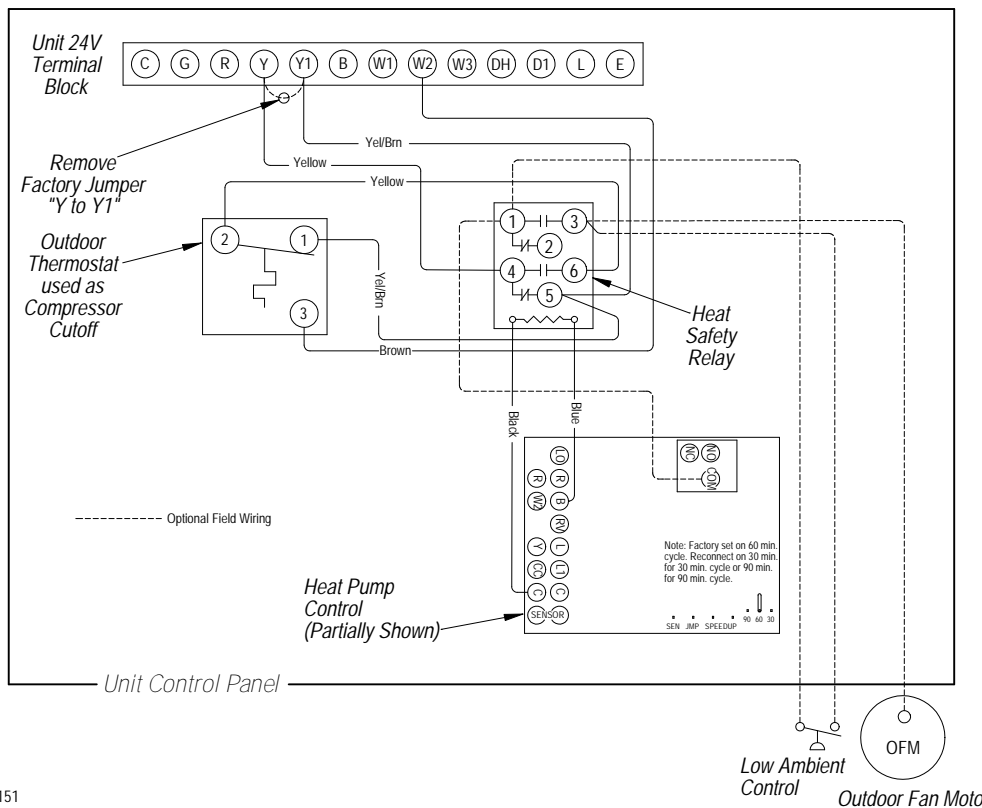 Unit 24V
Terminal
Block
C G R Y Y1 B W1 W2 W3 DH D1 L E
Remove
Factory Jumper
"Y to Y1"
Yel/Brn
Yellow
Yellow
Outdoor
Thermostat
used as
Compressor
Cutoff
2 1
3
Yel/Brn
Brown
1 3
2
4 6
5
Heat
Safety
Relay
Black
Blue
---------- Optional Field Wiring
LO
R R
W2 B
RV
Y L
CC L1
C C
SENSOR
NC NO
COM
Note: Factory set on 60 min.
cycle. Reconnect on 30 min.
for 30 min. cycle or 90 min.
for 90 min. cycle.
SEN JMP SPEEDUP 90 60 30
Heat Pump
Control
(Partially Shown)
Unit Control Panel
Low Ambient
Control
OFM
Outdoor Fan Moto
151